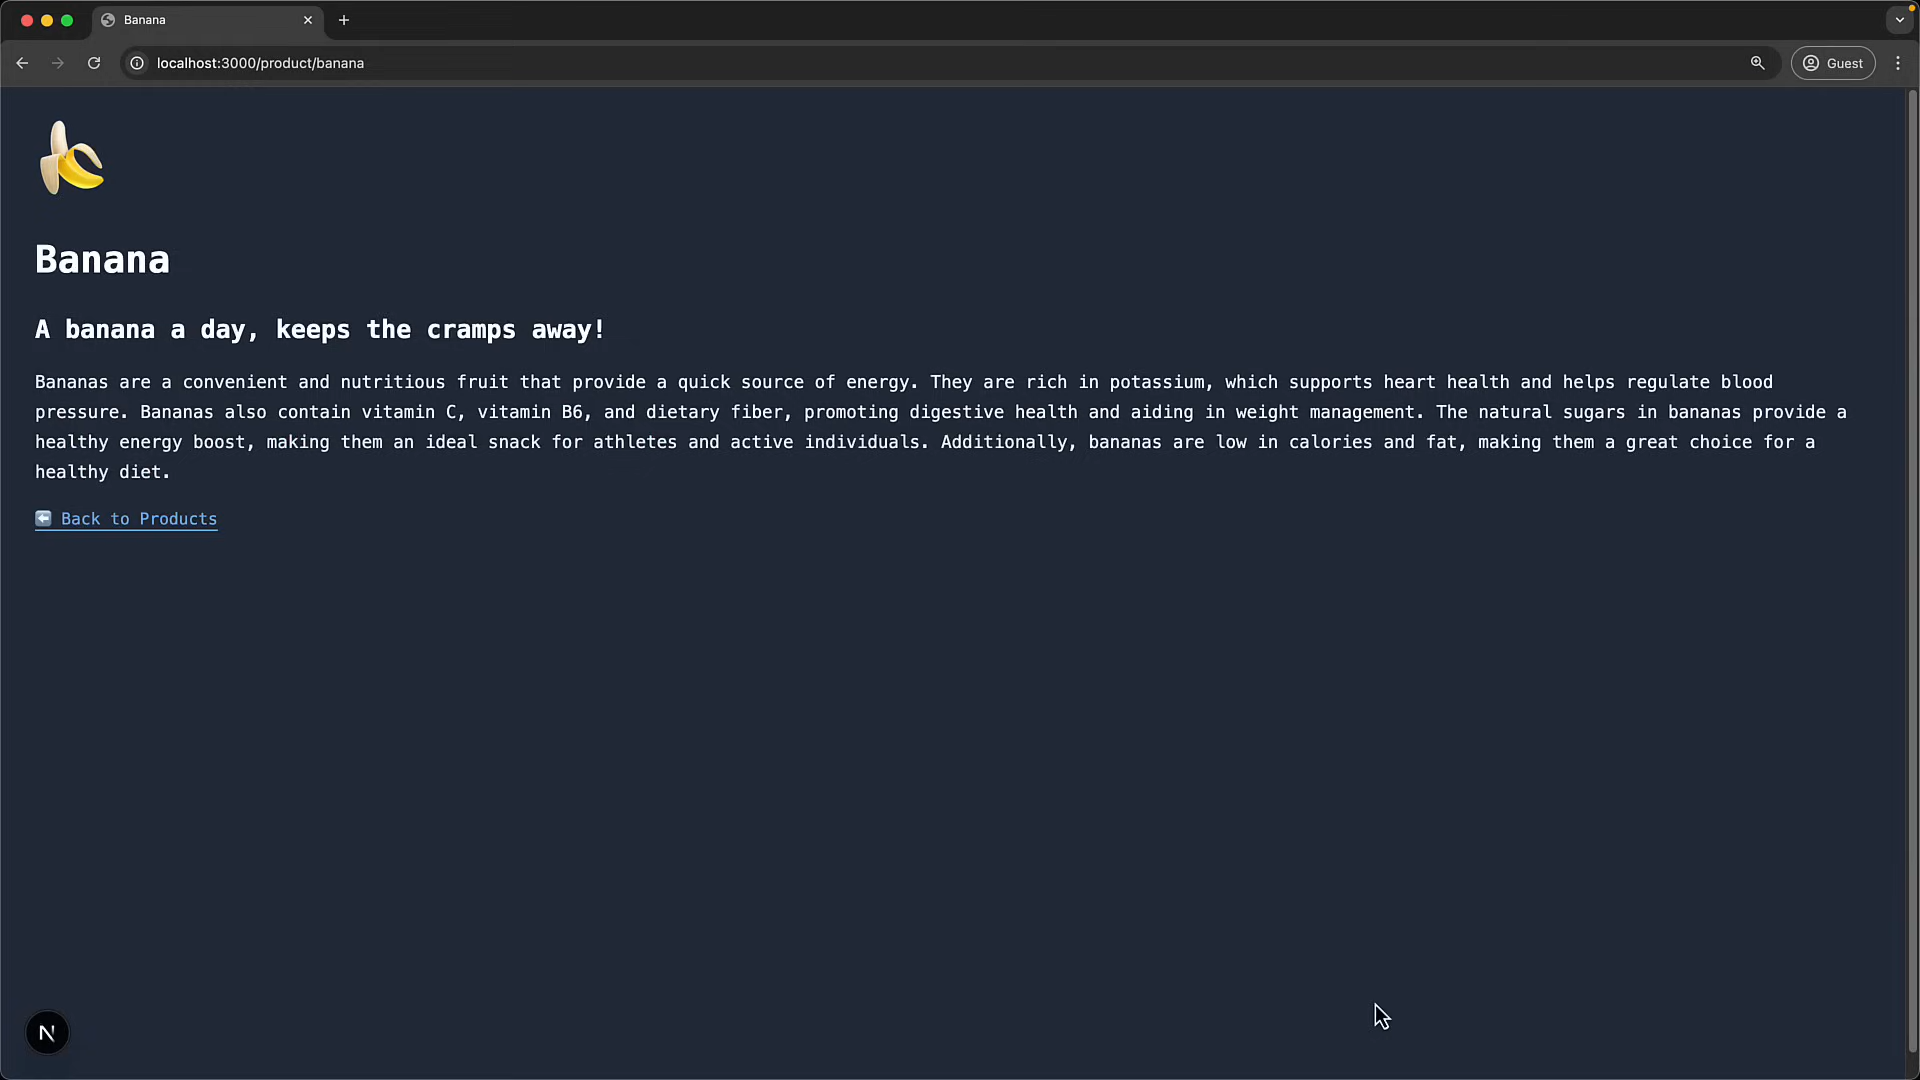 Banana
localhost:3000/product/banana
Guest
Banana
A banana a day, keeps the cramps away!
Bananas are a convenient and nutritious fruit that provide a quick source of energy. They are rich in potassium, which supports heart health and helps regulate blood
pressure. Bananas also contain vitamin C, vitamin B6, and dietary fiber, promoting digestive health and aiding in weight management. The natural sugars in bananas provide a
healthy energy boost, making them an ideal snack for athletes and active individuals. Additionally, bananas are low in calories and fat, making them a great choice for a
healthy diet.
⬅️ Back to Products
N